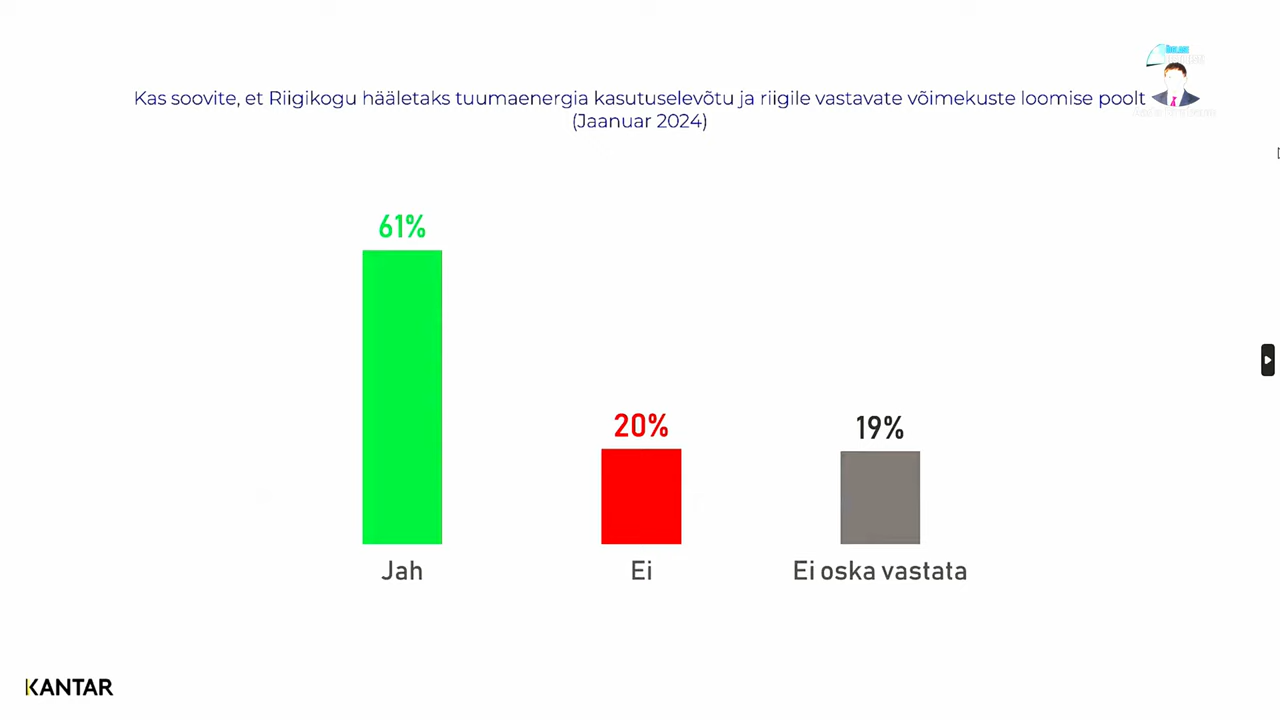 Kas soovite, et Riigikogu hääletaks tuumaenergia kasutuselevõtu ja riigile vastavate võimekuste loomise poolt
(Jaanuar 2024)
61%
20%
19%
Jah
Ei
Ei oska vastata
KANTAR